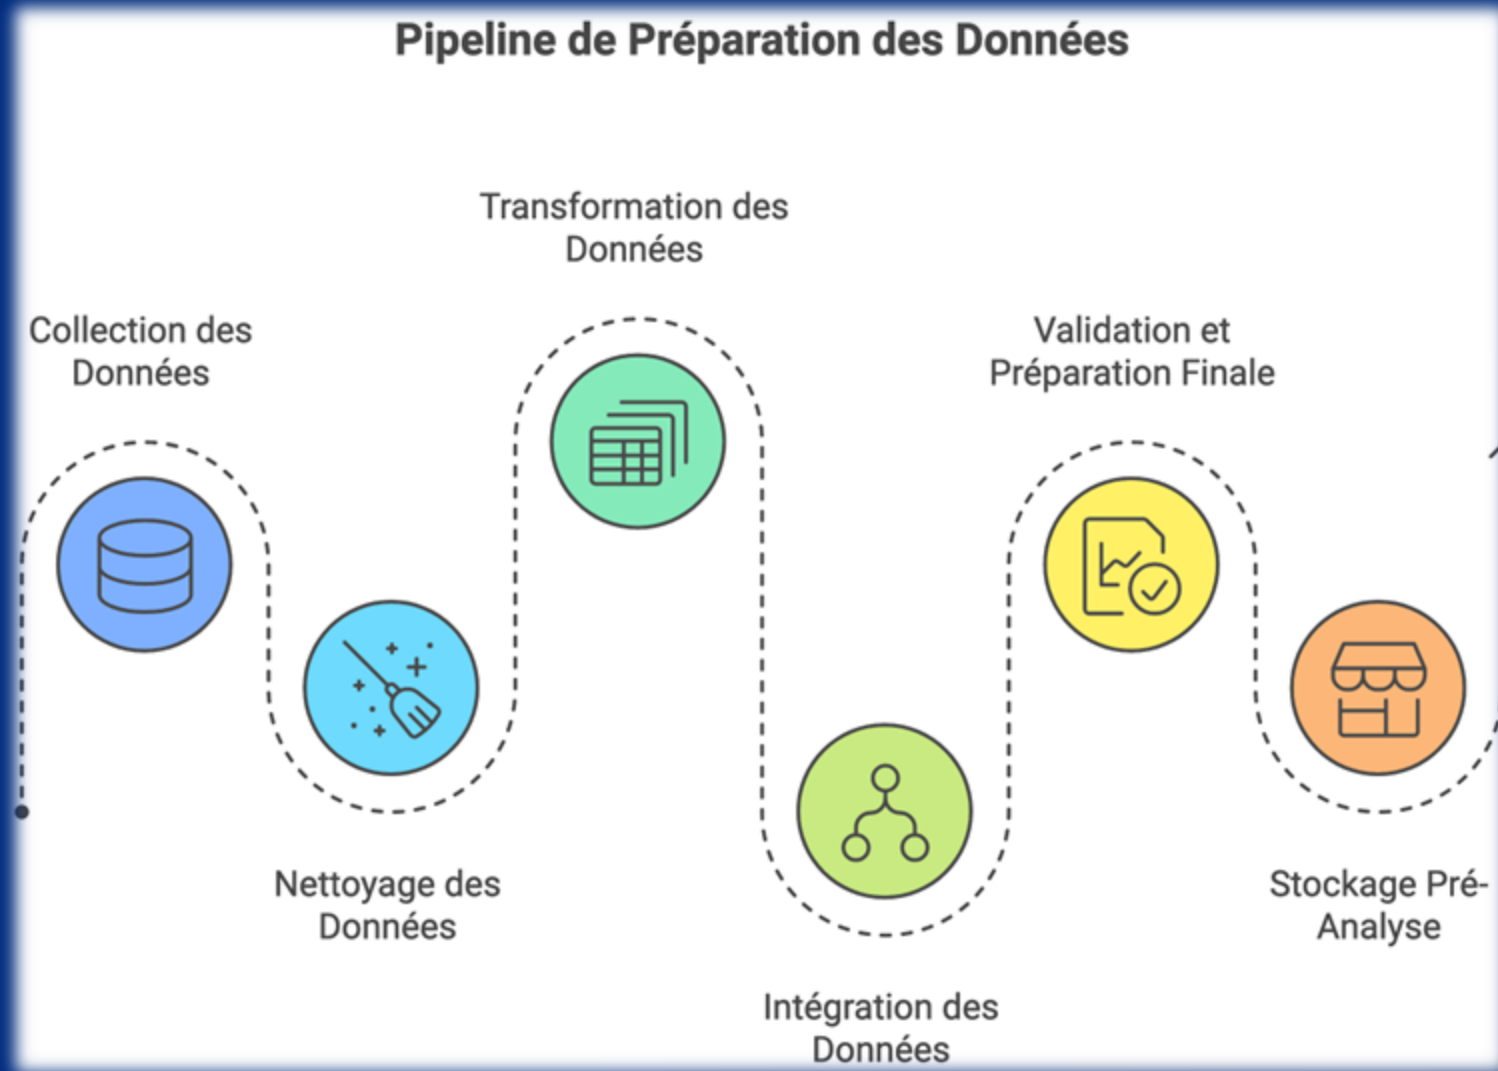 Pipeline de Préparation des Données
Collection des
Données
Nettoyage des
Données
Transformation des
Données
Intégration des
Données
Validation et
Préparation Finale
Stockage Pré-
Analyse